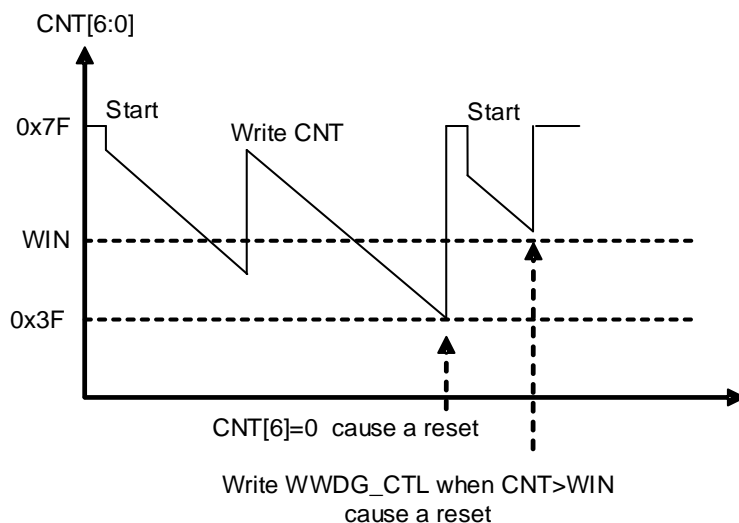 CNT[6:0]
Start
Start
0x7F
Write CNT
WIN
0x3F
CNT[6]=0 cause a reset
Write WWDG_CTL when CNT>WIN
cause a reset